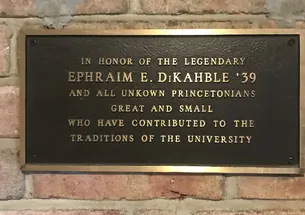 IN HONOR OF THE LEGENDARY
EPHRAIM E. DiKAHBLE '39
AND ALL UNKOWN PRINCETONIANS
GREAT AND SMALL
WHO HAVE CONTRIBUTED TO THE
TRADITIONS OF THE UNIVERSITY